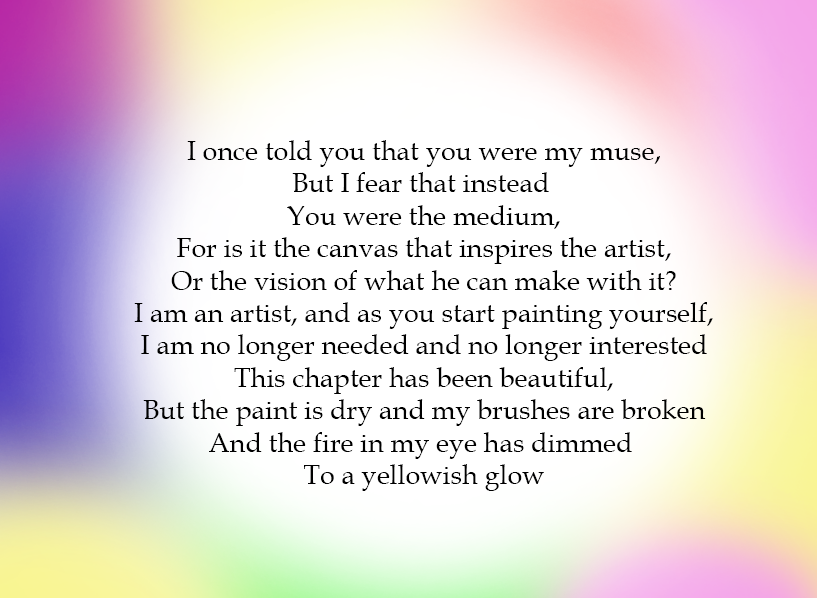 I once told you that you were my muse,
But I fear that instead
You were the medium,
For is it the canvas that inspires the artist,
Or the vision of what he can make with it?
I am an artist, and as you start painting yourself,
I am no longer needed and no longer interested
This chapter has been beautiful,
But the paint is dry and my brushes are broken
And the fire in my eye has dimmed
To a yellowish glow